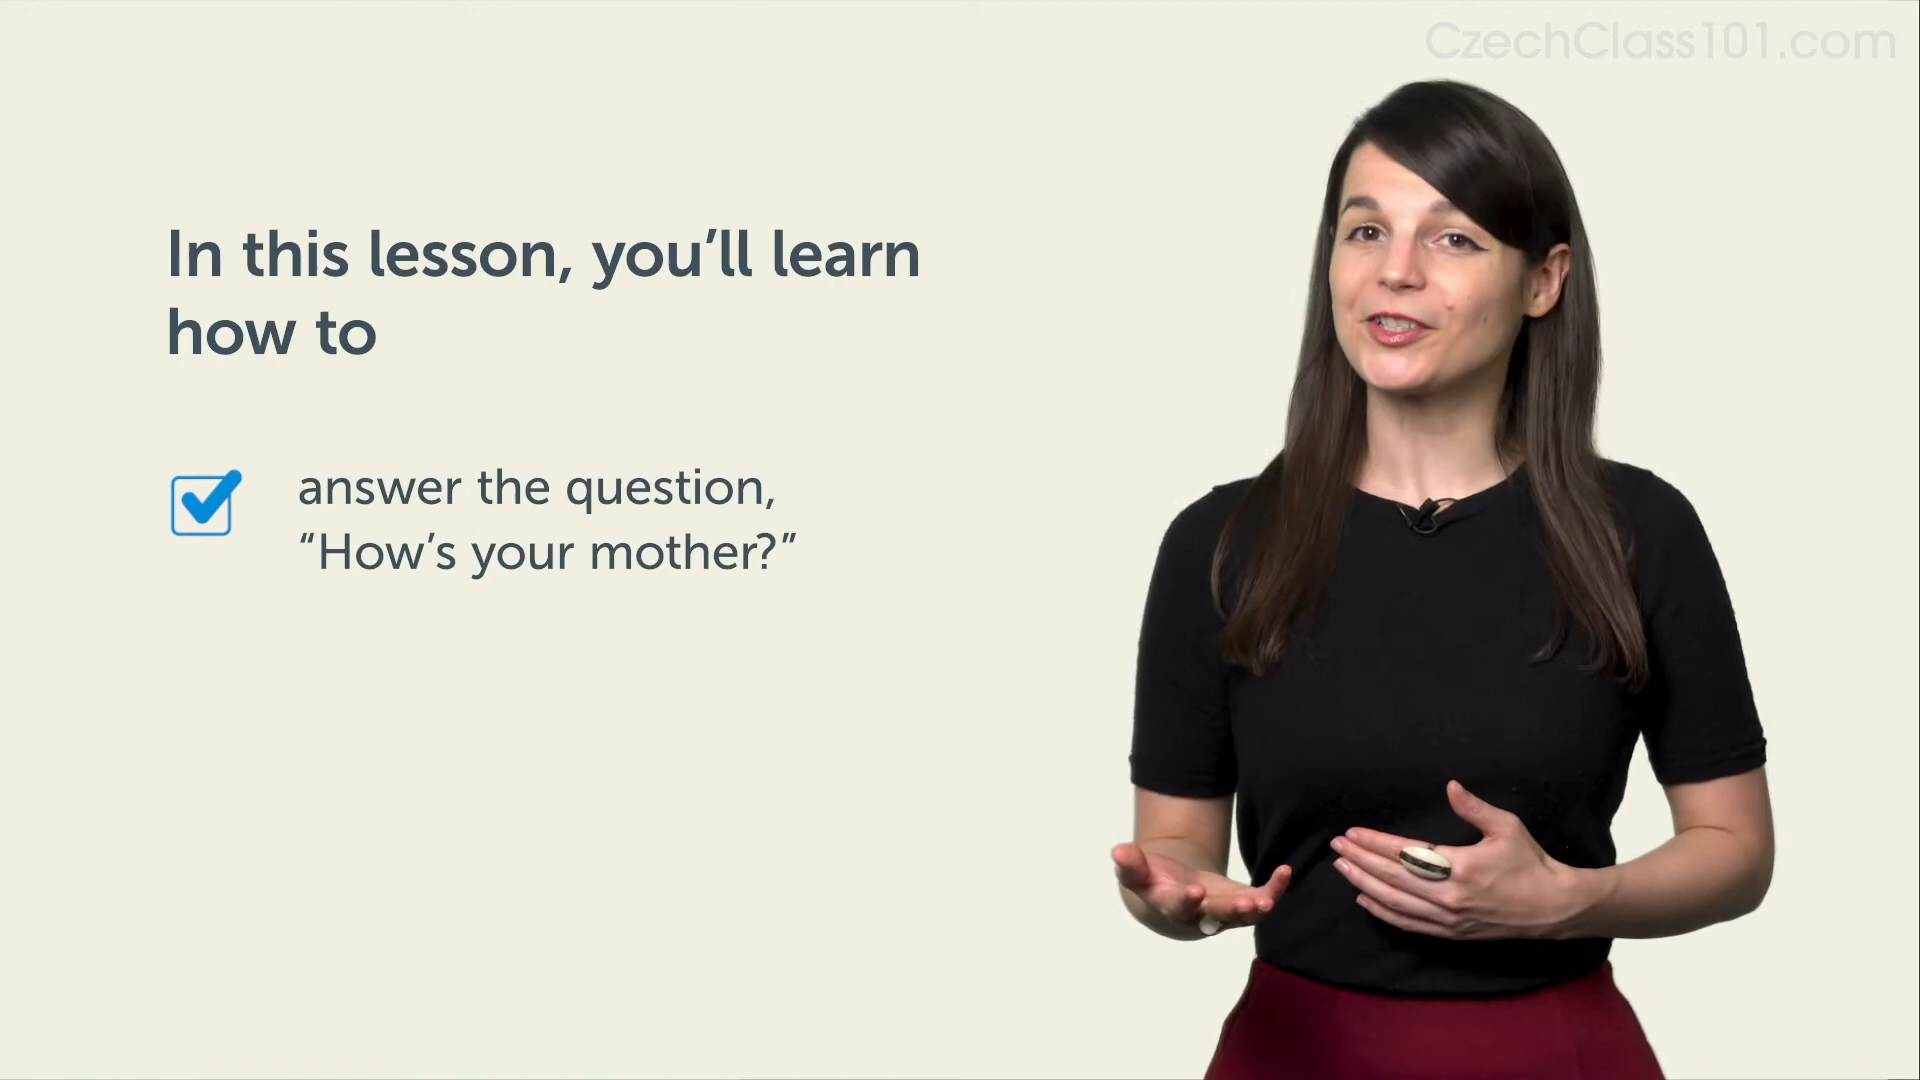 CzechClass101.com
In this lesson, you’ll learn
how to
answer the question,
“How’s your mother?”